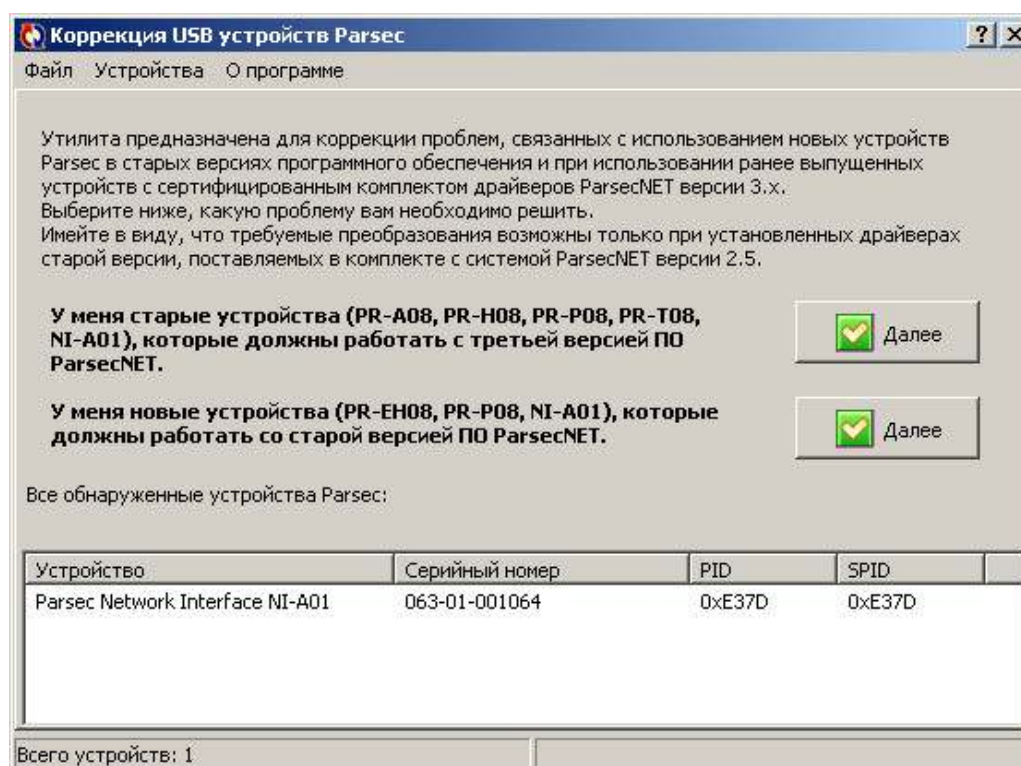 Коррекция USB устройств Parsec
Файл Устройства О программе
Утилита предназначена для коррекции проблем, связанных с использованием новых устройств
Parsec в старых версиях программного обеспечения и при использовании ранее выпущенных
устройств с сертифицированным комплектом драйверов ParsecNET версии 3.x.
Выберите ниже, какую проблему вам необходимо решить.
Имейте в виду, что требуемые преобразования возможны только при установленных драйверах
старой версии, поставляемых в комплекте с системой ParsecNET версии 2.5.
У меня старые устройства (PR-A08, PR-H08, PR-P08, PR-T08,
NI-A01), которые должны работать с третьей версией ПО
ParsecNET.
Далее
У меня новые устройства (PR-EH08, PR-P08, NI-A01), которые
должны работать со старой версией ПО ParsecNET.
Далее
Все обнаруженные устройства Parsec:
Устройство Серийный номер PID SPID
Parsec Network Interface NI-A01 063-01-001064 0xE37D 0xE37D
Всего устройств: 1